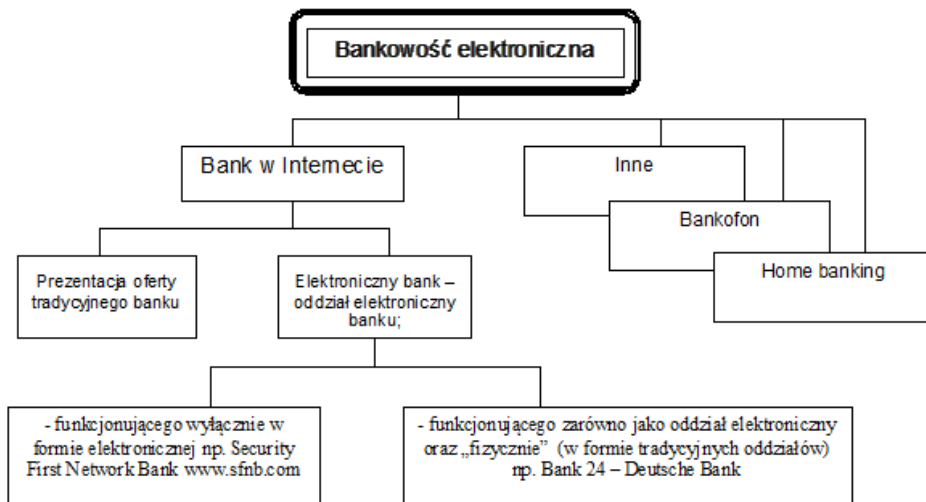 Bankowość elektroniczna
Bank w Internecie
Inne
Bankofon
Home banking
Prezentacja oferty
tradycyjnego banku
Elektroniczny bank –
oddział elektroniczny
banku;
- funkcjonującego wyłącznie w
formie elektronicznej np. Security
First Network Bank www.sfnb.com
- funkcjonującego zarówno jako oddział elektroniczny
oraz „fizycznie” (w formie tradycyjnych oddziałów)
np. Bank 24 – Deutsche Bank